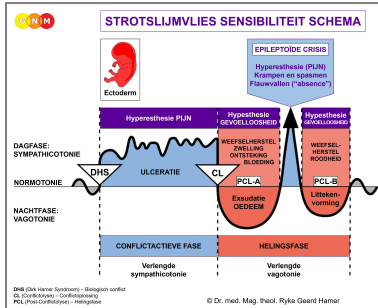 GNM
STROTSLIJMVLIES SENSIBILITEIT SCHEMA
EPILEPTOÏDE CRISIS
Hyperesthesie (PIJN)
Krampen en spasmen
Flauwvallen ("absence")
Ectoderm
Hyperesthesie PIJN
Hypesthesie
GEVOELLOOSHEID
Hypesthesie
GEVOELLOOSHEID
DAGFASE:
SYMPATHICOTONIE
WEEFSELHERSTEL
ZWELLING
ONTSTEKING
BLOEDING
WEEFSEL-
HERSTEL
ROODHEID
DHS
ULCERATIE
CL
PCL-A
PCL-B
NORMOTONIE
NACHTFASE:
VAGOTONIE
Exsudatie
OEDEEM
Litteken-
vorming
CONFLICTACTIEVE FASE
HELINGSFASE
Verlengde
sympathicotonie
Verlengde
vagotonie
DHS (Dirk Hamer Syndroom) – Biologisch conflict
CL (Conflictolyse) – Conflictoplossing
PCL (Post-Conflictolyse) – Helingsfase
© Dr. med. Mag. theol. Ryke Geerd Hamer